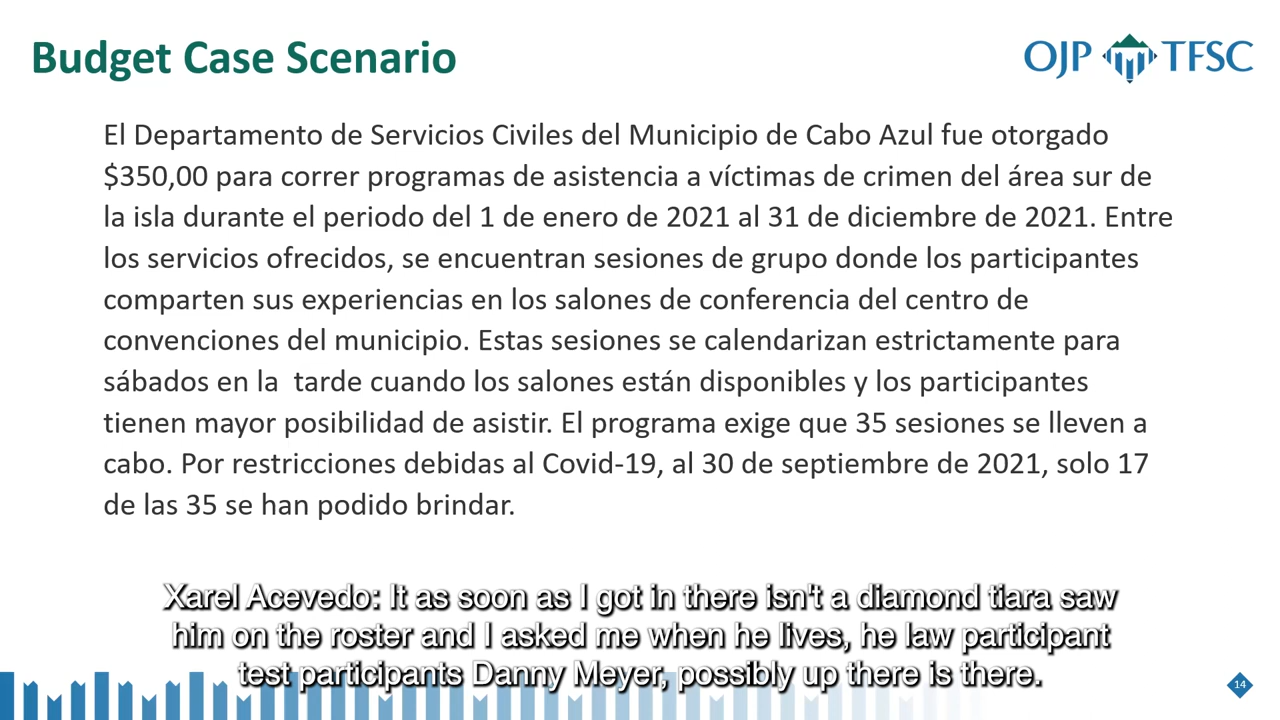 Budget Case Scenario
OJP TFSC
El Departamento de Servicios Civiles del Municipio de Cabo Azul fue otorgado
$350,00 para correr programas de asistencia a víctimas de crimen del área sur de
la isla durante el periodo del 1 de enero de 2021 al 31 de diciembre de 2021. Entre
los servicios ofrecidos, se encuentran sesiones de grupo donde los participantes
comparten sus experiencias en los salones de conferencia del centro de
convenciones del municipio. Estas sesiones se calendarizan estrictamente para
sábados en la  tarde cuando los salones están disponibles y los participantes
tienen mayor posibilidad de asistir. El programa exige que 35 sesiones se lleven a
cabo. Por restricciones debidas al Covid-19, al 30 de septiembre de 2021, solo 17
de las 35 se han podido brindar.
Xarel Acevedo: It as soon as I got in there isn't a diamond tiara saw
him on the roster and I asked me when he lives, he law participant
test participants Danny Meyer, possibly up there is there.
14